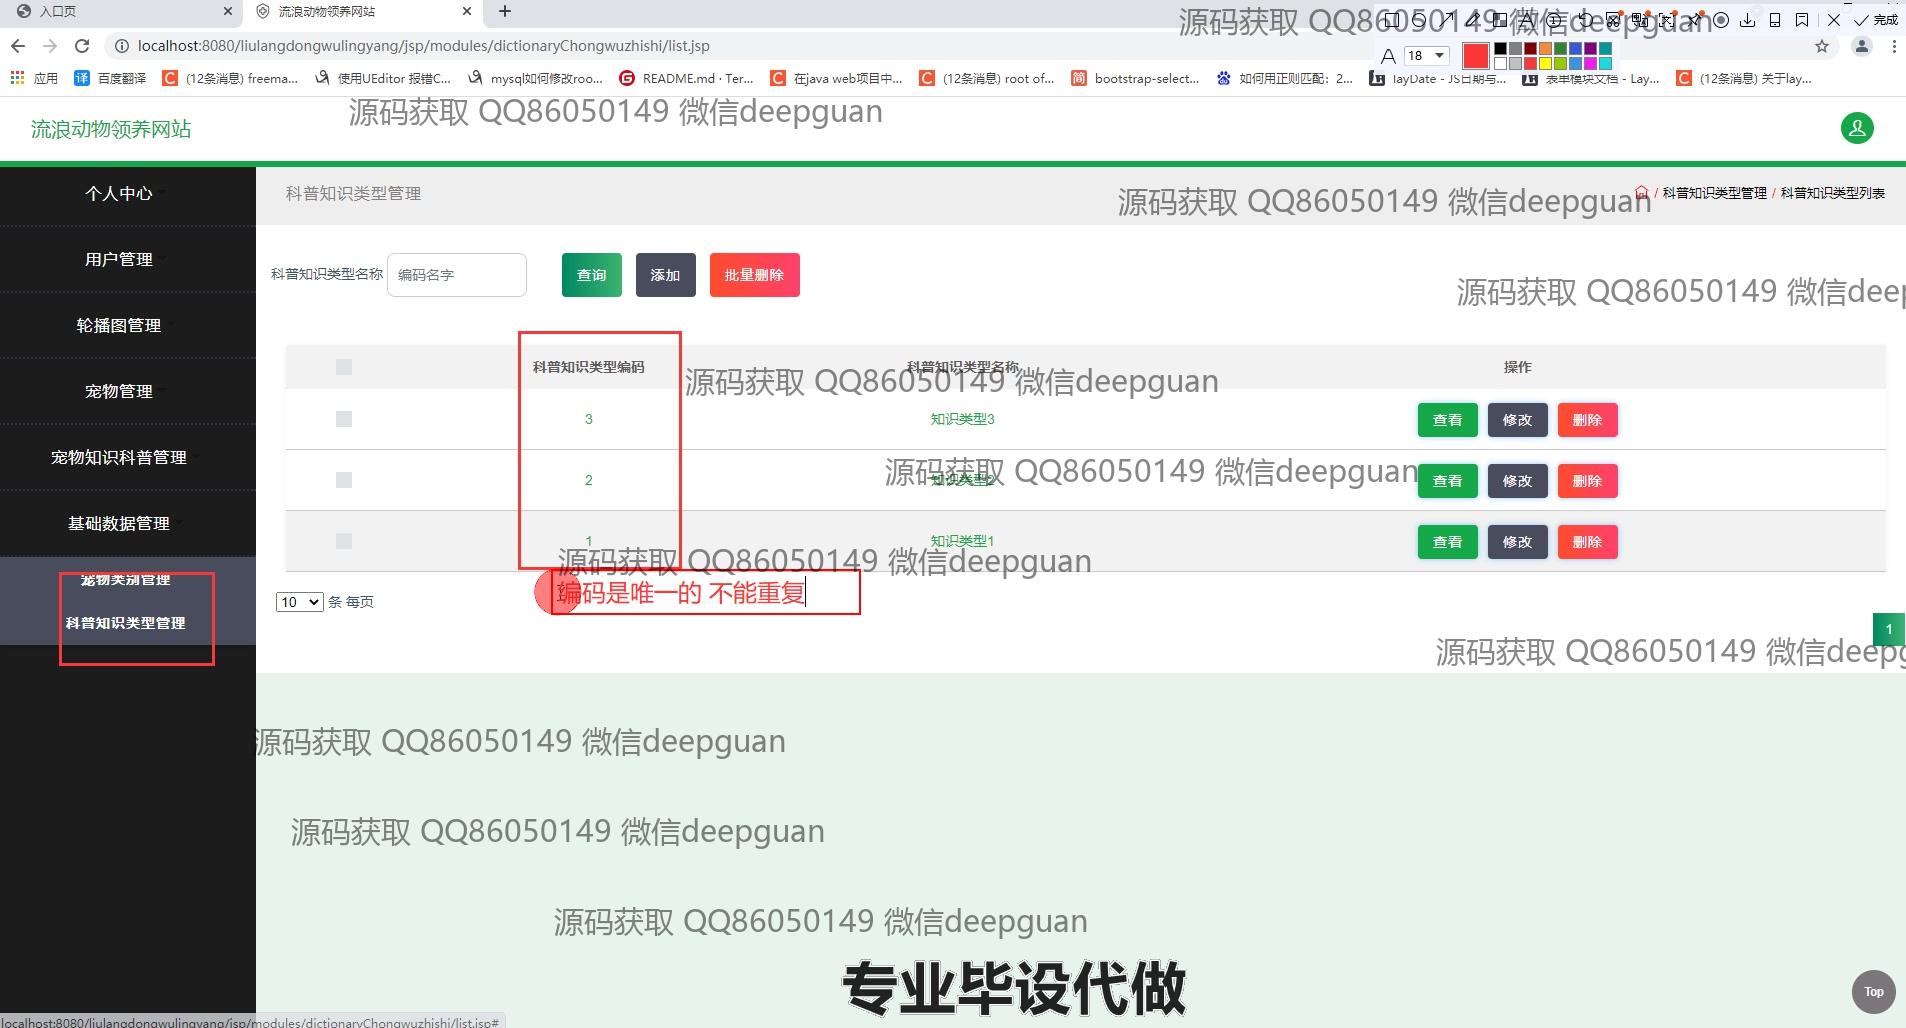 入口页
流浪动物领养网站
localhost:8080/liulangdongwulingyang/jsp/modules/dictionaryChongwuzhishi/list.jsp
完成
18
应用
百度翻译
(12条消息) freema...
使用UEditor 报错C...
mysql如何修改roo...
README.md · Ter...
在java web项目中...
(12条消息) root of...
bootstrap-select...
如何用正则匹配：2...
layDate - JS日期与...
表单模块文档 - Lay...
(12条消息) 关于lay...
源码获取 QQ86050149 微信deepguan
源码获取 QQ86050149 微信deepguan
流浪动物领养网站
个人中心
用户管理
轮播图管理
宠物管理
宠物知识科普管理
基础数据管理
宠物类别管理
科普知识类型管理
科普知识类型管理
源码获取 QQ86050149 微信deepguan
/ 科普知识类型管理 / 科普知识类型列表
科普知识类型名称
编码名字
查询
添加
批量删除
源码获取 QQ86050149 微信deep
科普知识类型编码
科普知识类型名称
操作
源码获取 QQ86050149 微信deepguan
3
知识类型3
查看
修改
删除
2
知识类型2
查看
修改
删除
源码获取 QQ86050149 微信deepguan
1
知识类型1
查看
修改
删除
源码获取 QQ86050149 微信deepguan
编码是唯一的 不能重复
10 条 每页
1
源码获取 QQ86050149 微信deepg
源码获取 QQ86050149 微信deepguan
源码获取 QQ86050149 微信deepguan
源码获取 QQ86050149 微信deepguan
专业毕设代做
Top
localhost:8080/liulangdongwulingyang/jsp/modules/dictionaryChongwuzhishi/list.jsp#